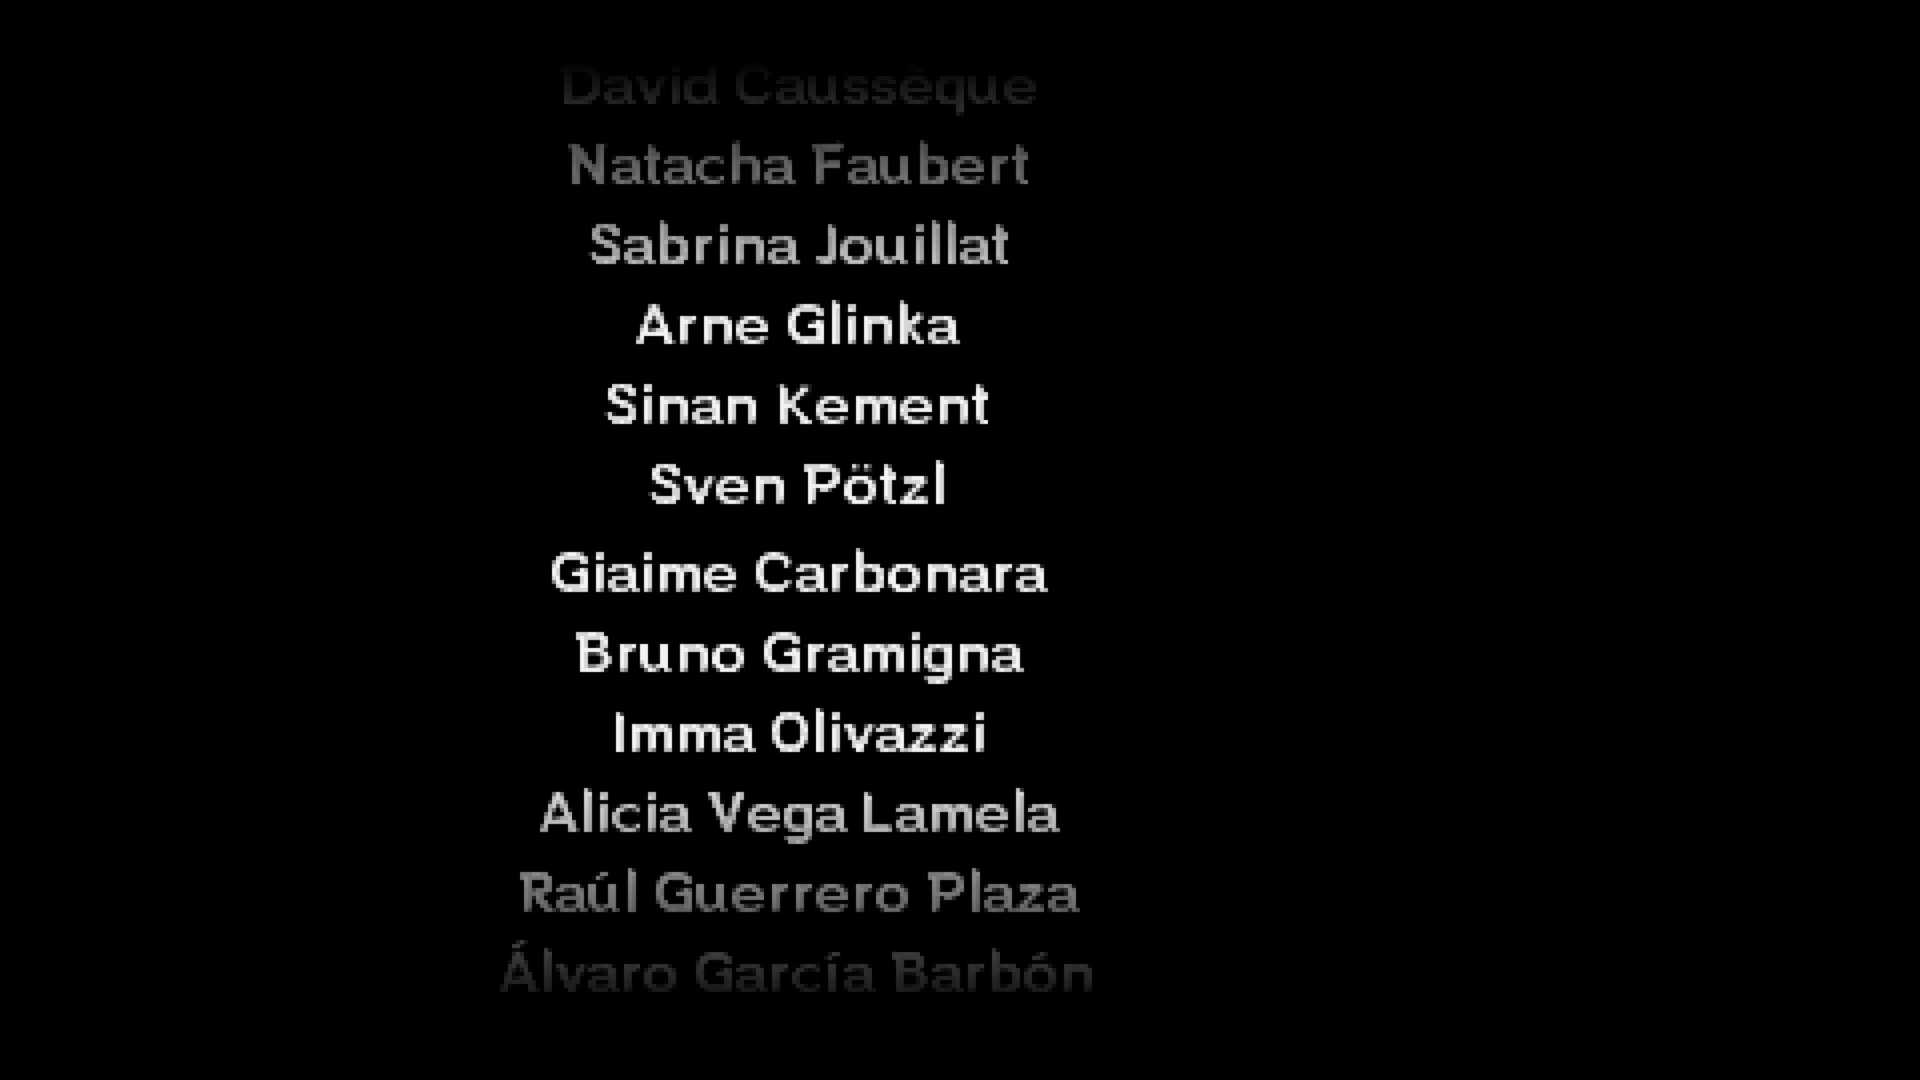 David Caussèque
Natacha Faubert
Sabrina Jouillat
Arne Glinka
Sinan Kement
Sven Pötzl
Giaime Carbonara
Bruno Gramigna
Imma Olivazzi
Alicia Vega Lamela
Raúl Guerrero Plaza
Álvaro García Barbón